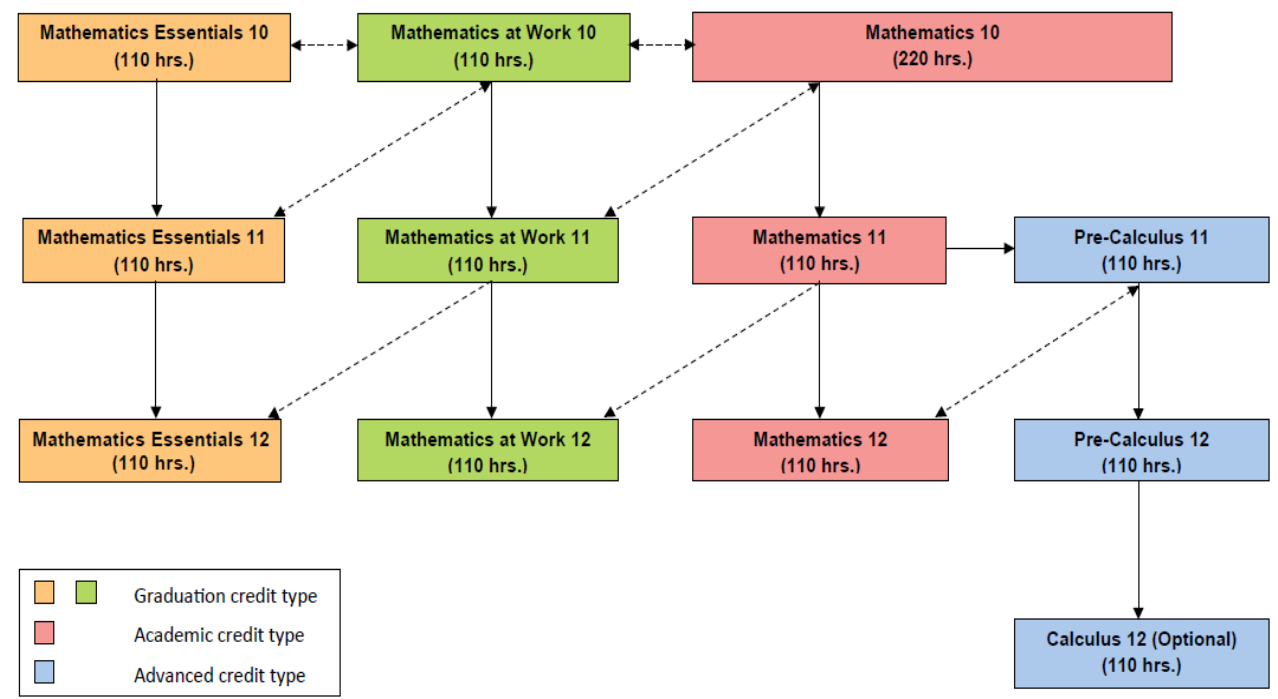 Mathematics Essentials 10
(110 hrs.)
Mathematics at Work 10
(110 hrs.)
Mathematics 10
(220 hrs.)
Mathematics Essentials 11
(110 hrs.)
Mathematics at Work 11
(110 hrs.)
Mathematics 11
(110 hrs.)
Pre-Calculus 11
(110 hrs.)
Mathematics Essentials 12
(110 hrs.)
Mathematics at Work 12
(110 hrs.)
Mathematics 12
(110 hrs.)
Pre-Calculus 12
(110 hrs.)
Graduation credit type
Academic credit type
Advanced credit type
Calculus 12 (Optional)
(110 hrs.)